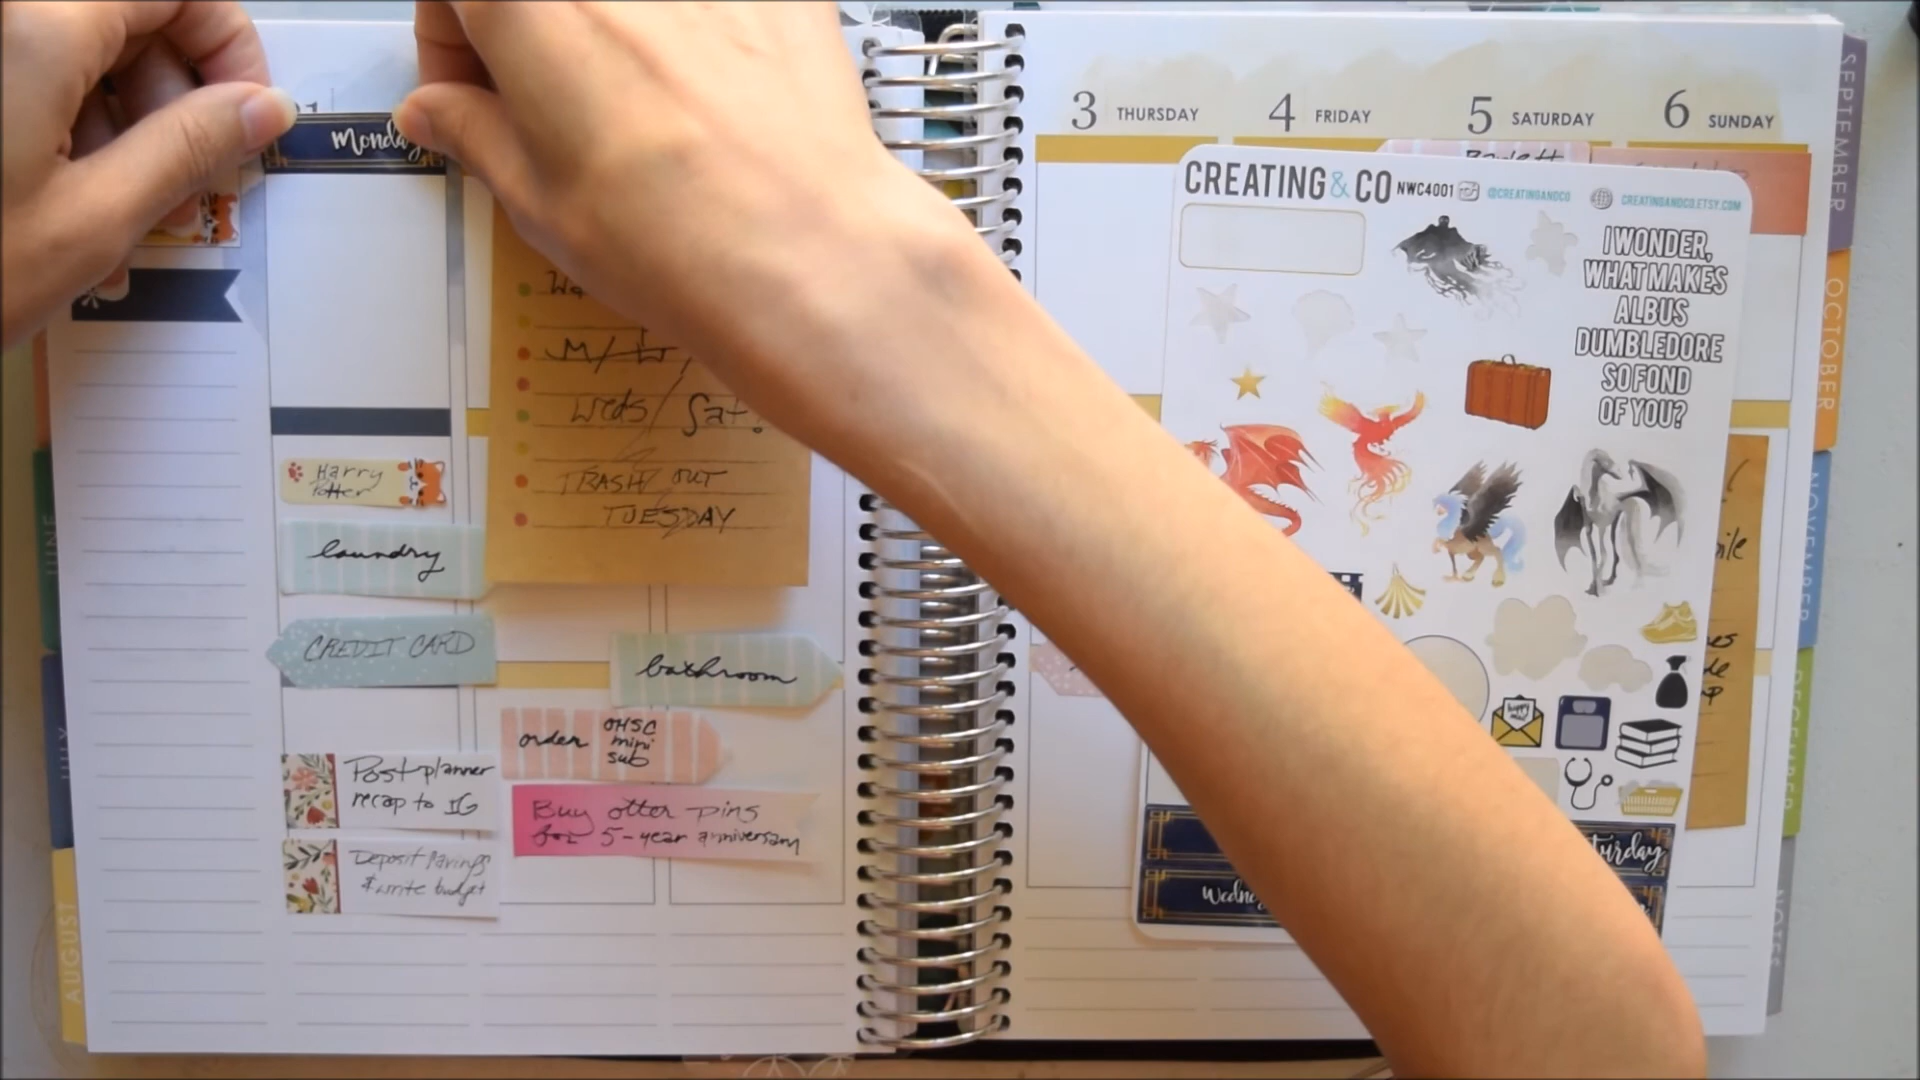 Monday
M/
Weds/ Sat!
TRASH OUT
TUESDAY
Harry
Potter
laundry
CREDIT CARD
bathroom
order OHSC
mini
sub
Post planner
recap to IG
Buy otter pins
for 5-year anniversary
Deposit Savings
& write budget
3 THURSDAY
4 FRIDAY
5 SATURDAY
6 SUNDAY
CREATING & CO NWC4001 @CREATINGANDCO CREATINGANDCO.ETSY.COM
I WONDER,
WHAT MAKES
ALBUS
DUMBLEDORE
SO FOND
OF YOU?
happy
mail
JUNE
JULY
AUGUST
SEPTEMBER
OCTOBER
NOVEMBER
DECEMBER
NOTES